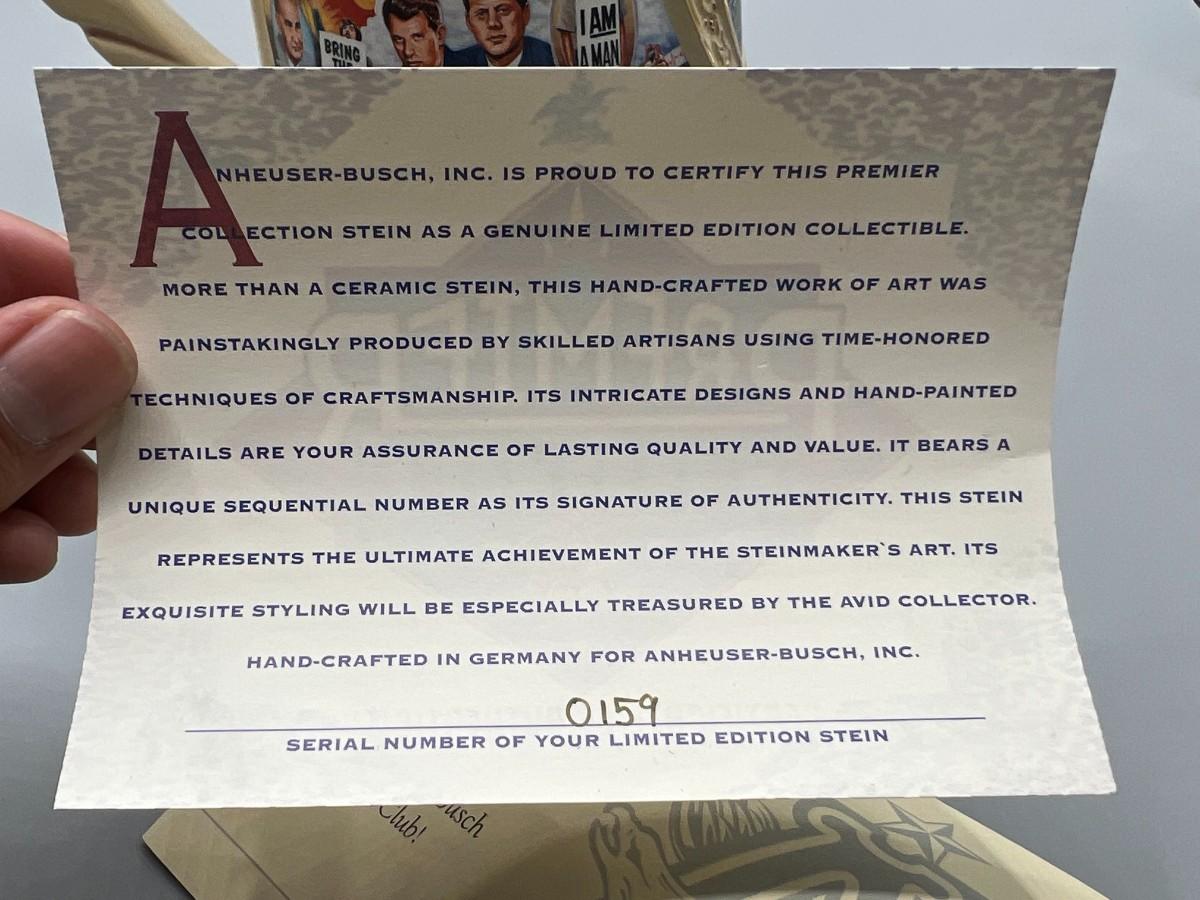 BRING
THE
I AM
A MAN
ANHEUSER-BUSCH, INC. IS PROUD TO CERTIFY THIS PREMIER
COLLECTION STEIN AS A GENUINE LIMITED EDITION COLLECTIBLE.
MORE THAN A CERAMIC STEIN, THIS HAND-CRAFTED WORK OF ART WAS
PAINSTAKINGLY PRODUCED BY SKILLED ARTISANS USING TIME-HONORED
TECHNIQUES OF CRAFTSMANSHIP. ITS INTRICATE DESIGNS AND HAND-PAINTED
DETAILS ARE YOUR ASSURANCE OF LASTING QUALITY AND VALUE. IT BEARS A
UNIQUE SEQUENTIAL NUMBER AS ITS SIGNATURE OF AUTHENTICITY. THIS STEIN
REPRESENTS THE ULTIMATE ACHIEVEMENT OF THE STEINMAKER`S ART. ITS
EXQUISITE STYLING WILL BE ESPECIALLY TREASURED BY THE AVID COLLECTOR.
HAND-CRAFTED IN GERMANY FOR ANHEUSER-BUSCH, INC.
0159
SERIAL NUMBER OF YOUR LIMITED EDITION STEIN
Busch
Club!